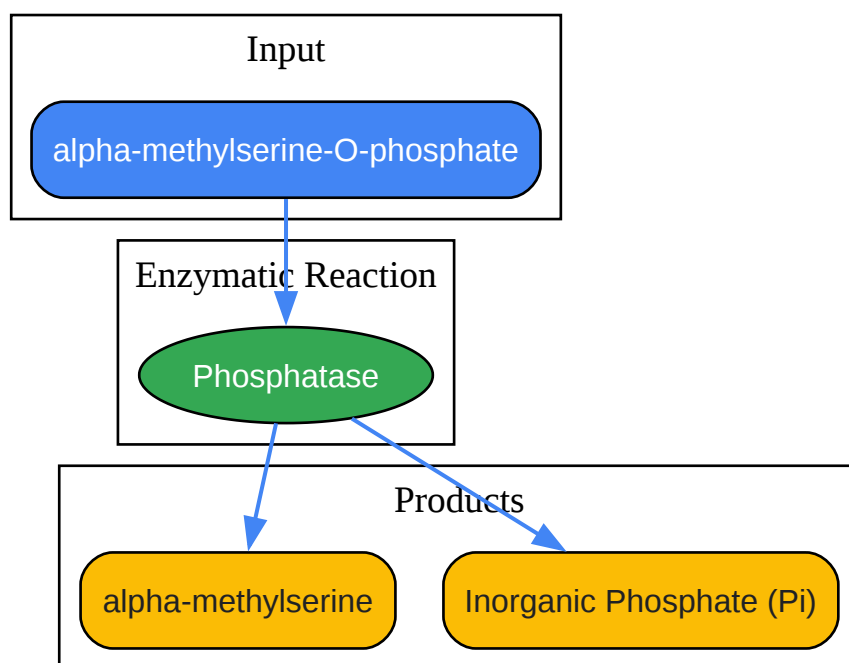 Input
alpha-methylserine-O-phosphate
Enzymatic Reaction
Phosphatase
Products
alpha-methylserine
Inorganic Phosphate (Pi)